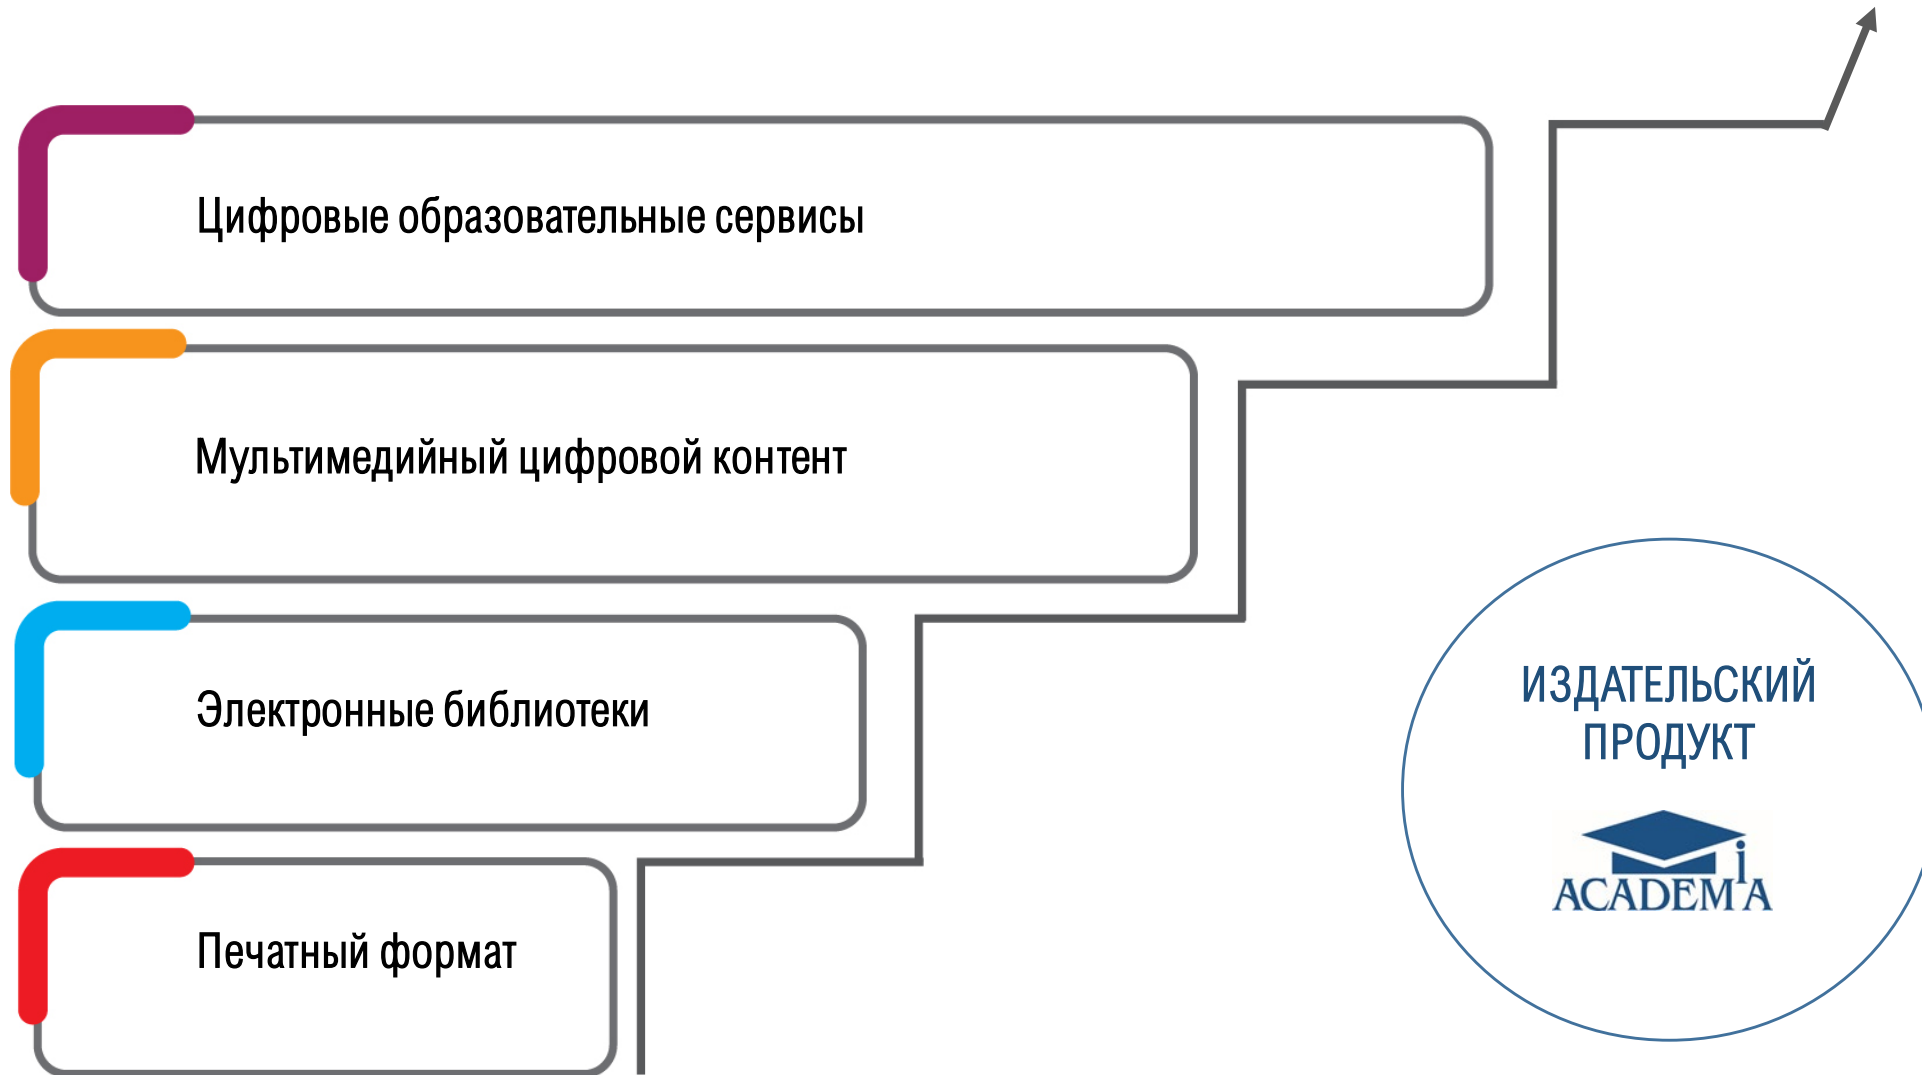 Цифровые образовательные сервисы
Мультимедийный цифровой контент
Электронные библиотеки
Печатный формат
ИЗДАТЕЛЬСКИЙ
ПРОДУКТ
ACADEMiA